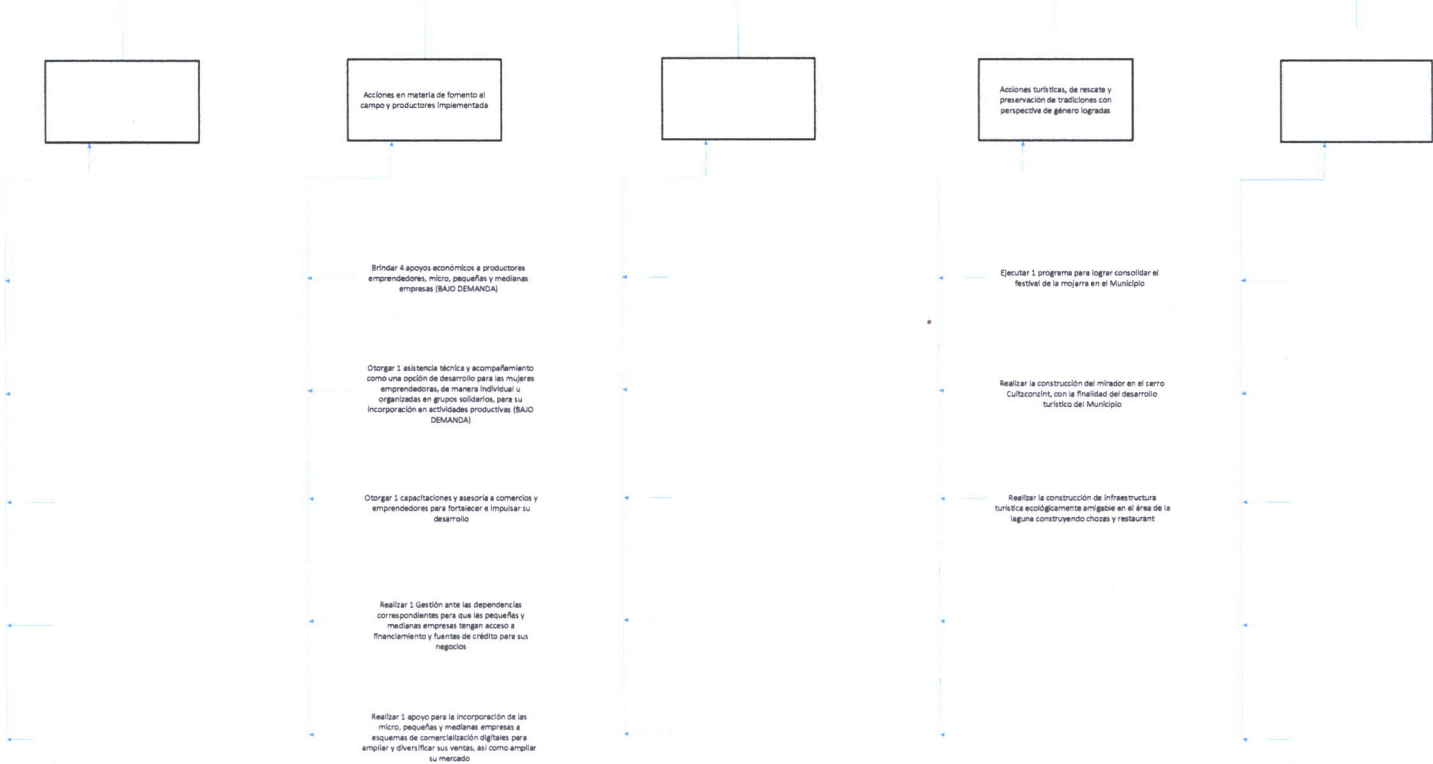 Acciones en materia de fomento al
campo y productores implementada
Acciones turísticas, de rescate y
preservación de tradiciones con
perspectiva de género logradas
Brindar 4 apoyos económicos a productores
emprendedores, micro, pequeñas y medianas
empresas (BAJO DEMANDA)
Otorgar 1 asistencia técnica y acompañamiento
como una opción de desarrollo para las mujeres
emprendedoras, de manera individual u
organizadas en grupos solidarios, para su
incorporación en actividades productivas (BAJO
DEMANDA)
Otorgar 1 capacitaciones y asesoria a comercios y
emprendedores para fortalecer e impulsar su
desarrollo
Realizar 1 Gestión ante las dependencias
correspondientes para que las pequeñas y
medianas empresas tengan acceso a
financiamiento y fuentes de crédito para sus
negocios
Realizar 1 apoyo para la incorporación de las
micro, pequeñas y medianas empresas a
esquemas de comercialización digitales para
ampliar y diversificar sus ventas, así como ampliar
su mercado
Ejecutar 1 programa para lograr consolidar el
festival de la mojarra en el Municipio
Realizar la construcción del mirador en el cerro
Cuitzconzint, con la finalidad del desarrollo
turístico del Municipio
Realizar la construcción de infraestructura
turística ecológicamente amigable en el área de la
laguna construyendo chozas y restaurant